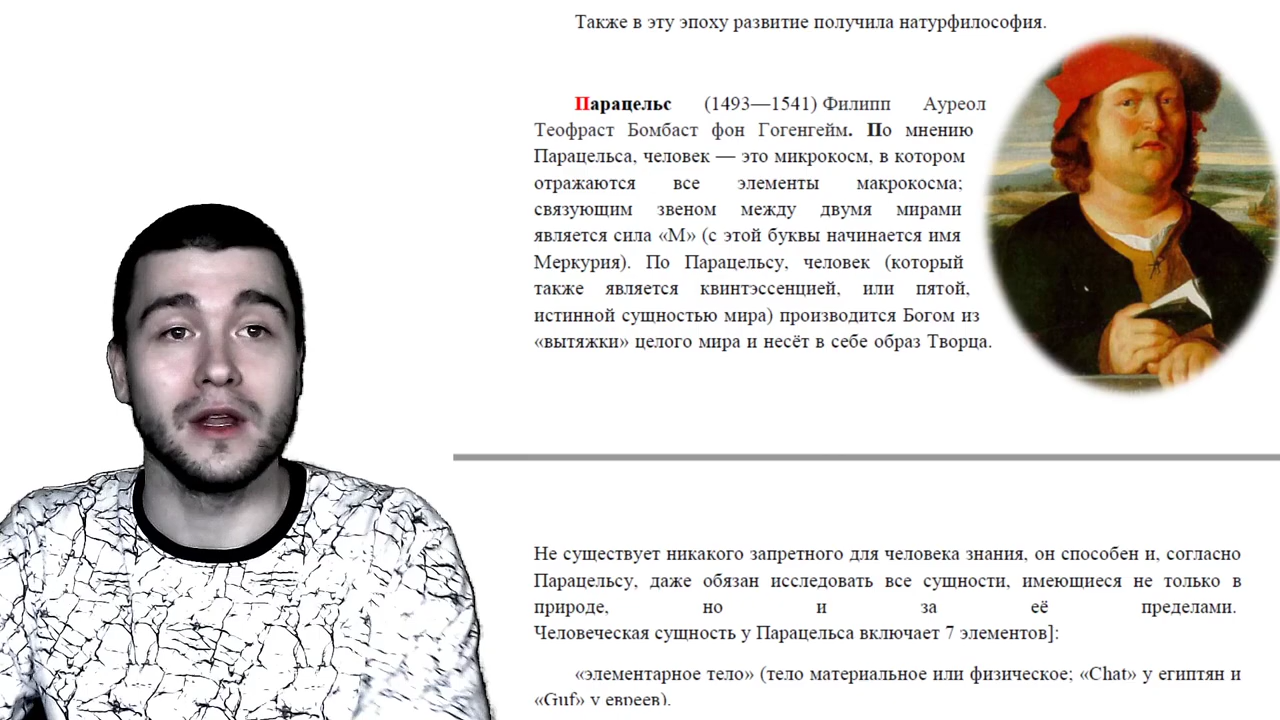 Также в эту эпоху развитие получила натурфилософия.
Парацельс (1493—1541) Филипп Ауреол
Теофраст Бомбаст фон Гогенгейм. По мнению
Парацельса, человек — это микрокосм, в котором
отражаются все элементы макрокосма;
связующим звеном между двумя мирами
является сила «М» (с этой буквы начинается имя
Меркурия). По Парацельсу, человек (который
также является квинтэссенцией, или пятой,
истинной сущностью мира) производится Богом из
«вытяжки» целого мира и несёт в себе образ Творца.
Не существует никакого запретного для человека знания, он способен и, согласно
Парацельсу, даже обязан исследовать все сущности, имеющиеся не только в
природе, но и за её пределами.
Человеческая сущность у Парацельса включает 7 элементов]:
«элементарное тело» (тело материальное или физическое; «Chat» у египтян и
«Guf» у евреев).